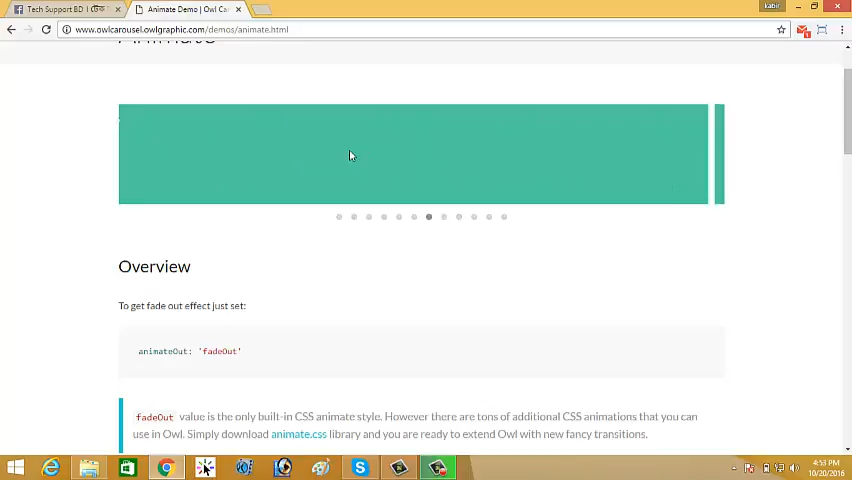 kabir
Tech Support BD | টেক
Animate Demo | Owl Car
www.owlcarousel.owlgraphic.com/demos/animate.html
Animate
Overview
To get fade out effect just set:
animateOut: 'fadeOut'
fadeOut value is the only built-in CSS animate style. However there are tons of additional CSS animations that you can
use in Owl. Simply download animate.css library and you are ready to extend Owl with new fancy transitions.
4:53 PM
10/20/2016